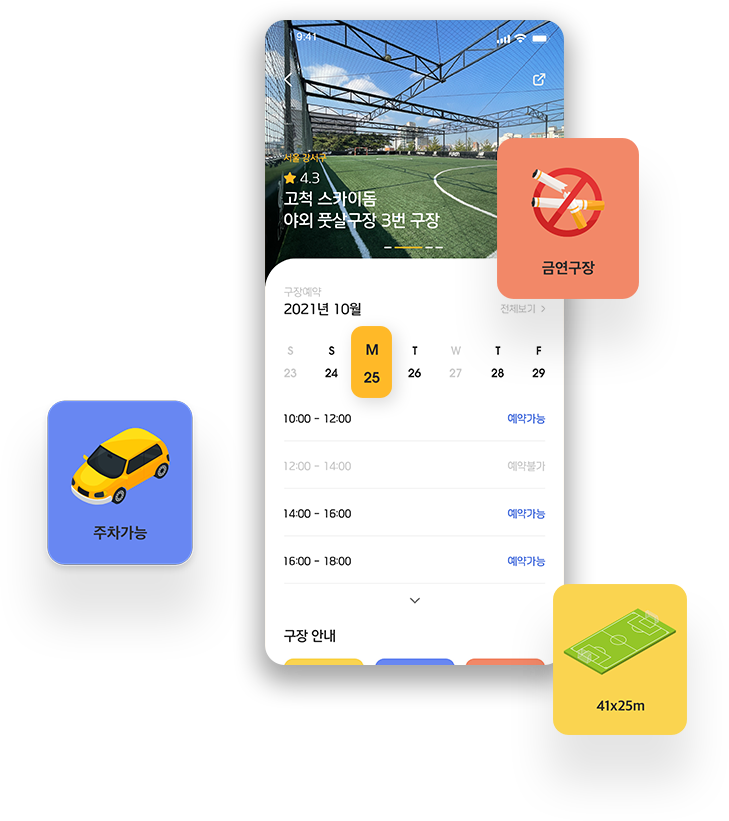 9:41
서울 강서구
4.3
고척 스카이돔
야외 풋살구장 3번 구장
금연구장
구장예약
2021년 10월
전체보기 >
S S M T W T F
23 24 25 26 27 28 29
10:00 - 12:00 예약가능
12:00 - 14:00 예약불가
14:00 - 16:00 예약가능
16:00 - 18:00 예약가능
주차가능
구장 안내
41x25m